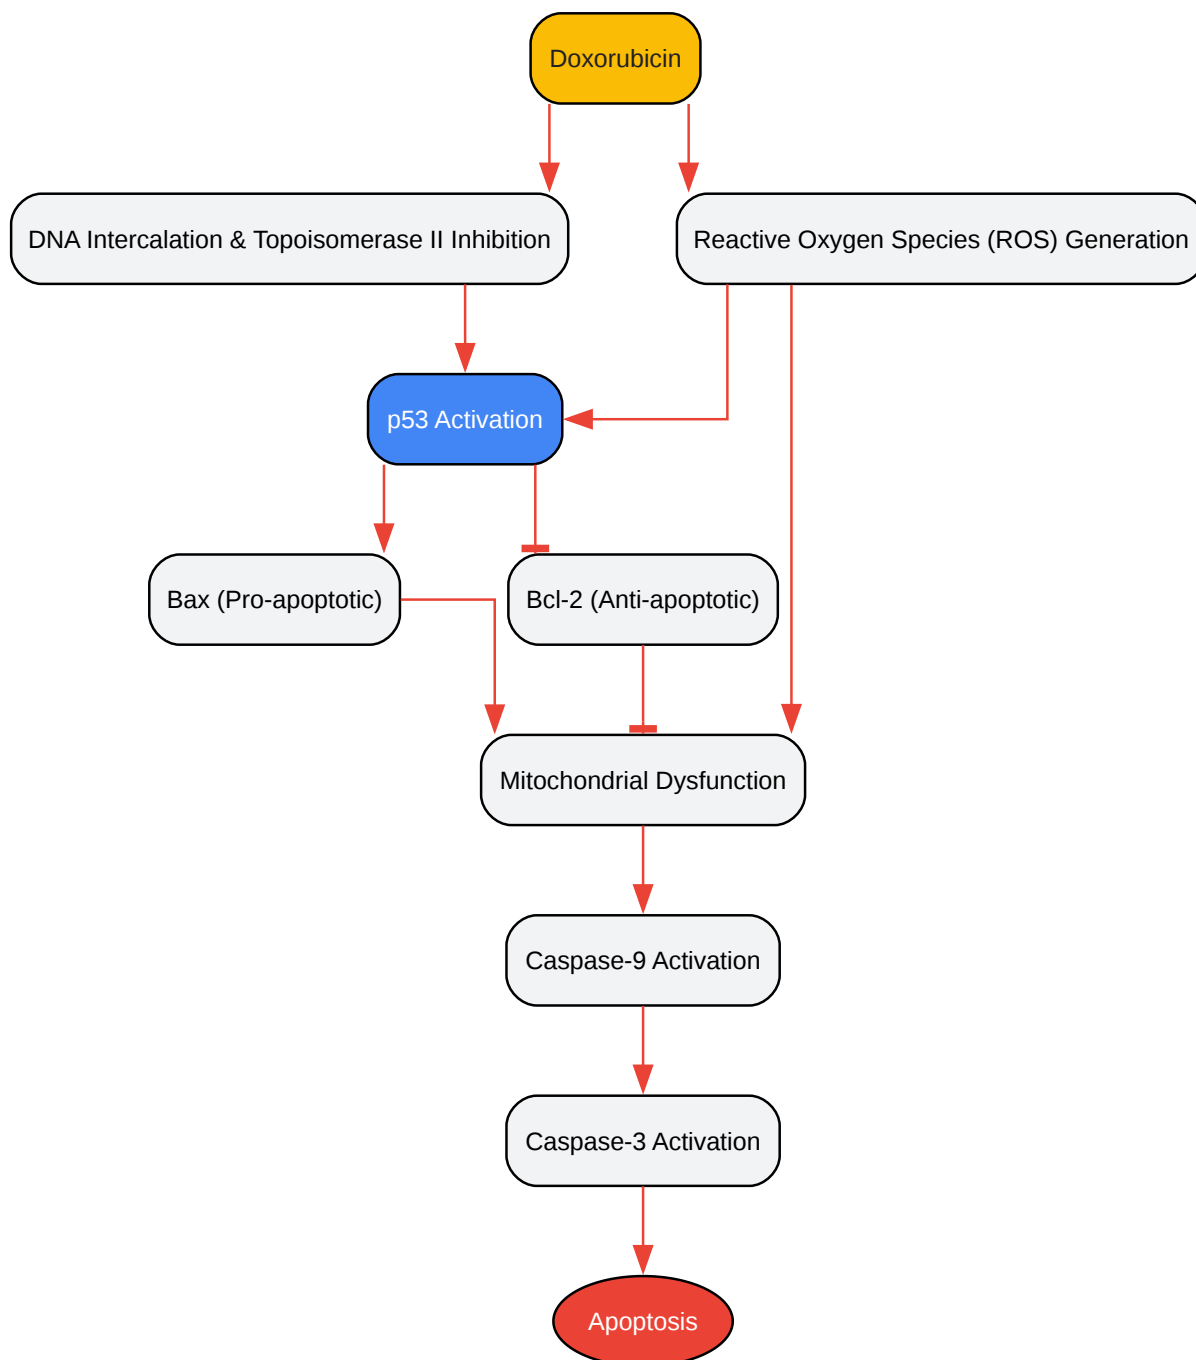 Doxorubicin
DNA Intercalation & Topoisomerase II Inhibition
Reactive Oxygen Species (ROS) Generation
p53 Activation
Bax (Pro-apoptotic)
Bcl-2 (Anti-apoptotic)
Mitochondrial Dysfunction
Caspase-9 Activation
Caspase-3 Activation
Apoptosis